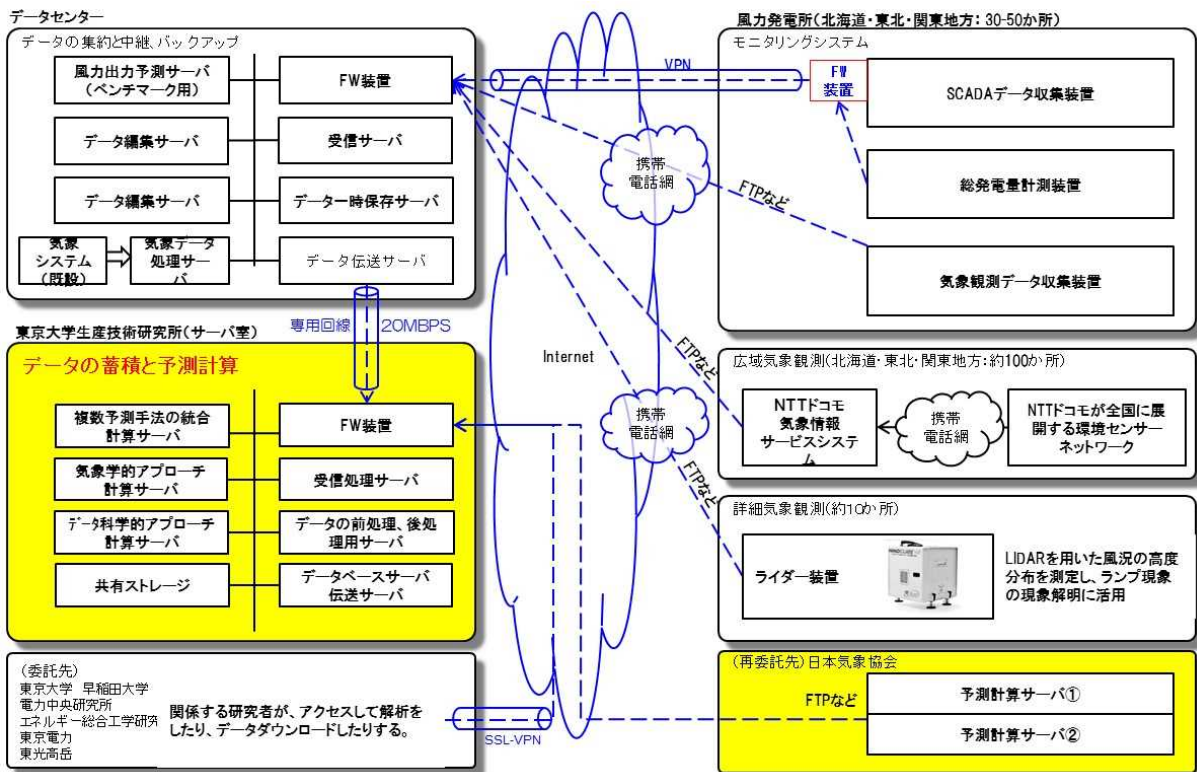 データセンター
データの集約と中継、バックアップ
風力出力予測サーバ
(ベンチマーク用)
FW装置
データ編集サーバ
受信サーバ
データ編集サーバ
データ一時保存サーバ
気象
システム
(既設)
気象データ
処理サー
バ
データ伝送サーバ
専用回線
20MBPS
東京大学生産技術研究所(サーバ室)
データの蓄積と予測計算
複数予測手法の統合
計算サーバ
FW装置
気象学的アプローチ
計算サーバ
受信処理サーバ
データ科学的アプローチ
計算サーバ
データの前処理、後処
理用サーバ
共有ストレージ
データベースサーバ
伝送サーバ
(委託先)
東京大学 早稲田大学
電力中央研究所
エネルギー総合工学研究
東京電力
東光高岳
関係する研究者が、アクセスして解析を
したり、データダウンロードしたりする。
SSL-VPN
Internet
VPN
携帯
電話網
FTPなど
携帯
電話網
FTPなど
FTPなど
風力発電所(北海道・東北・関東地方:30-50か所)
モニタリングシステム
FW
装置
SCADAデータ収集装置
総発電量計測装置
気象観測データ収集装置
広域気象観測(北海道・東北・関東地方:約100か所)
NTTドコモ
気象情報
サービスシステ
ム
携帯
電話網
NTTドコモが全国に展
開する環境センサー
ネットワーク
詳細気象観測(約10か所)
ライダー装置
LIDARを用いた風況の高度
分布を測定し、ランプ現象
の現象解明に活用
(再委託先)日本気象協会
FTPなど
予測計算サーバ①
予測計算サーバ②